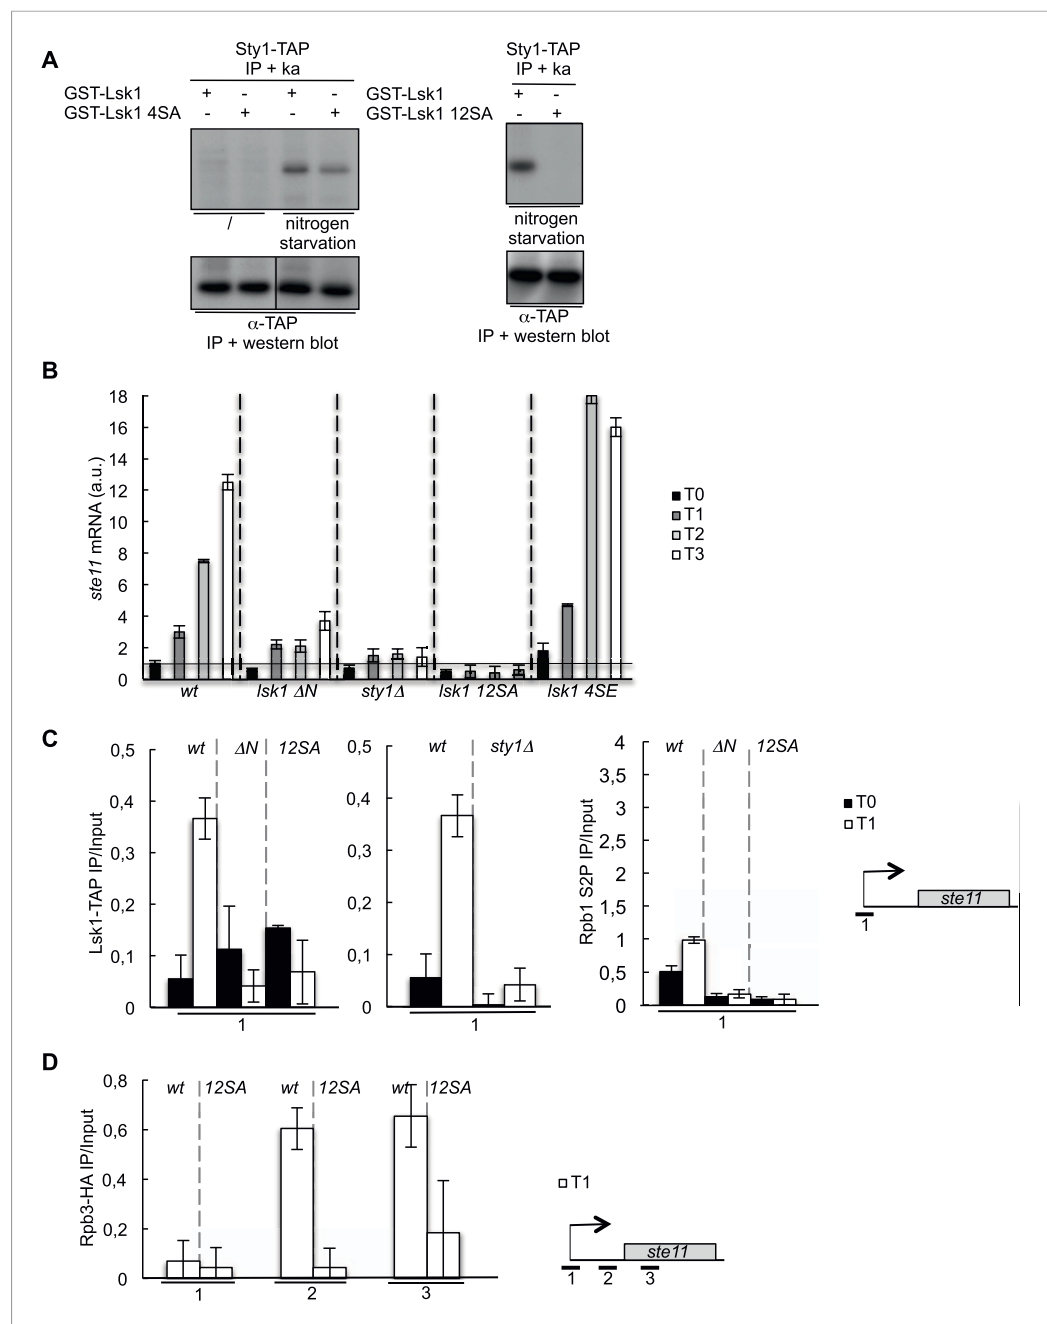 A
Sty1-TAP
IP + ka
GST-Lsk1 + - + -
GST-Lsk1 4SA - + - +
/
nitrogen
starvation
α-TAP
IP + western blot
Sty1-TAP
IP + ka
GST-Lsk1 + -
GST-Lsk1 12SA - +
nitrogen
starvation
α-TAP
IP + western blot
B
ste11 mRNA (a.u.)
18
16
14
12
10
8
6
4
2
0
wt
lsk1 ΔN
sty1Δ
lsk1 12SA
lsk1 4SE
T0
T1
T2
T3
C
Lsk1-TAP IP/Input
0,5
0,4
0,3
0,2
0,1
0
wt ΔN 12SA
1
0,5
0,4
0,3
0,2
0,1
0
wt sty1Δ
1
Rpb1 S2P IP/Input
4
3,5
3
2,5
2
1,5
1
0,5
0
wt ΔN 12SA
1
T0
T1
ste11
1
D
Rpb3-HA IP/Input
0,8
0,6
0,4
0,2
0
wt 12SA
wt 12SA
wt 12SA
1
2
3
T1
ste11
1 2 3